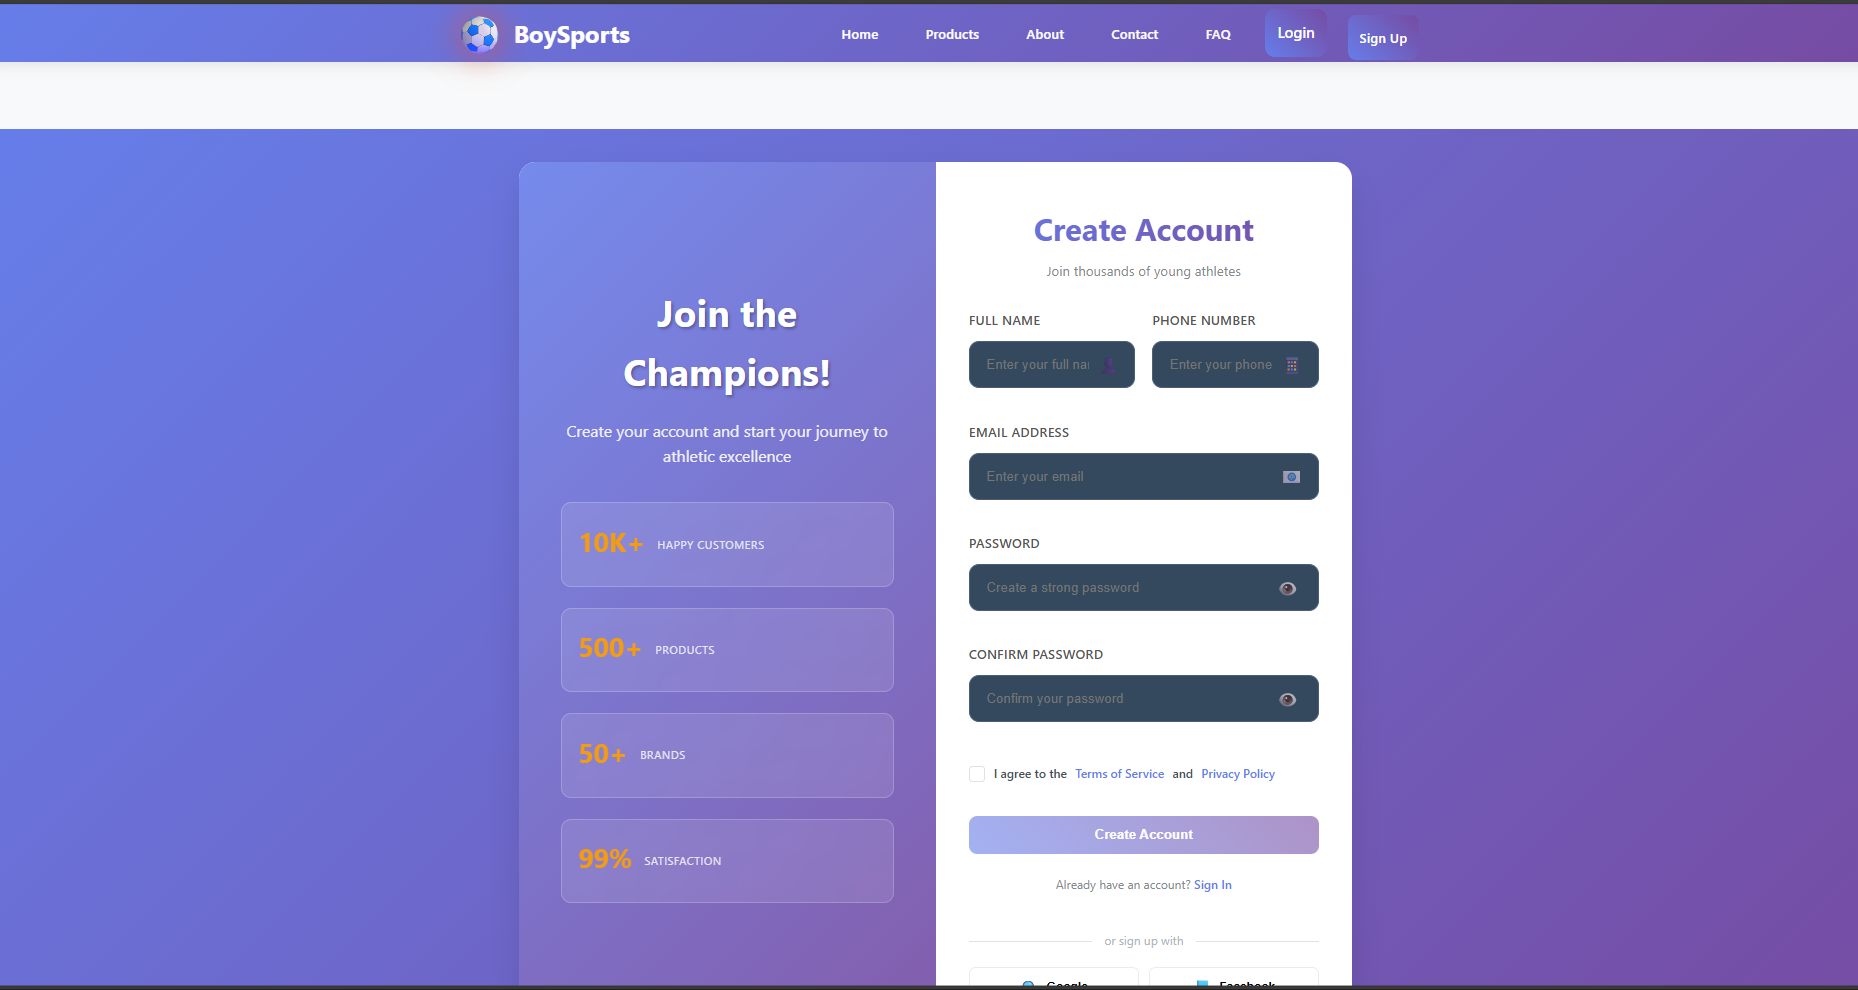 BoySports
Home Products About Contact FAQ Login Sign Up
Join the
Champions!
Create your account and start your journey to
athletic excellence
10K+ HAPPY CUSTOMERS
500+ PRODUCTS
50+ BRANDS
99% SATISFACTION
Create Account
Join thousands of young athletes
FULL NAME PHONE NUMBER
Enter your full nar Enter your phone
EMAIL ADDRESS
Enter your email
PASSWORD
Create a strong password
CONFIRM PASSWORD
Confirm your password
I agree to the Terms of Service and Privacy Policy
Create Account
Already have an account? Sign In
or sign up with
Google Facebook